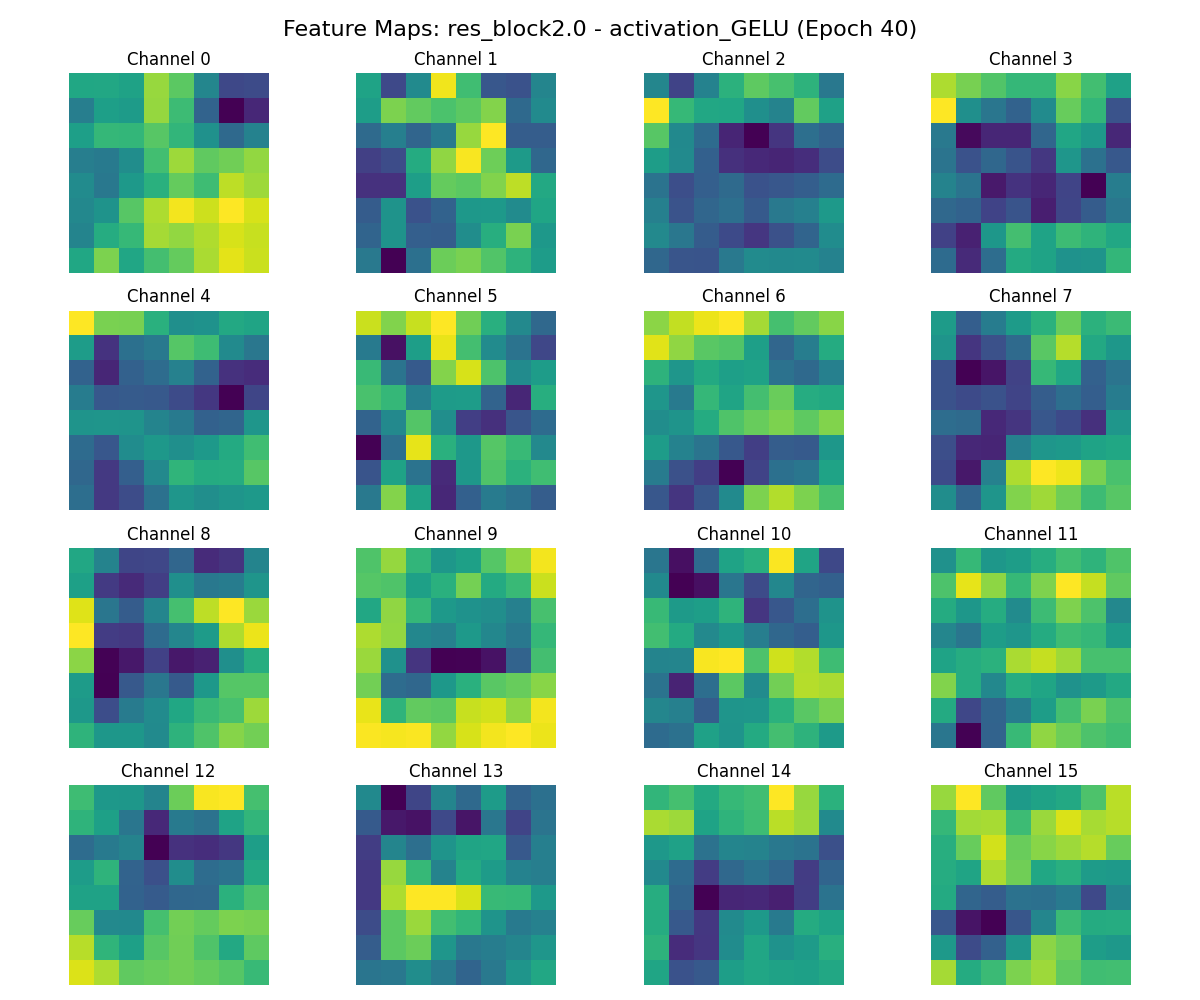 Feature Maps: res_block2.0 - activation_GELU (Epoch 40)
Channel 0
Channel 1
Channel 2
Channel 3
Channel 4
Channel 5
Channel 6
Channel 7
Channel 8
Channel 9
Channel 10
Channel 11
Channel 12
Channel 13
Channel 14
Channel 15